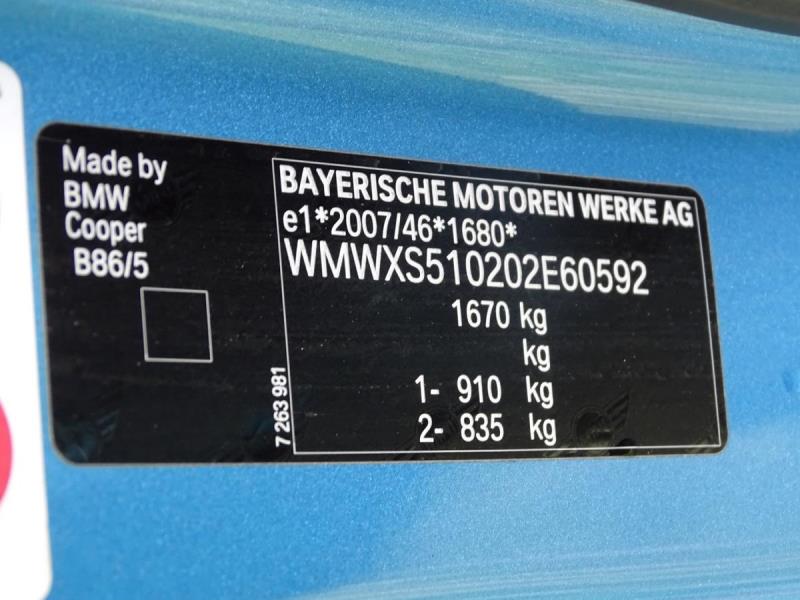 Made by
BMW
Cooper
B86/5
BAYERISCHE MOTOREN WERKE AG
e1*2007/46*1680*
WMWXS510202E60592
1670 kg
kg
1- 910 kg
2- 835 kg
7 263 981